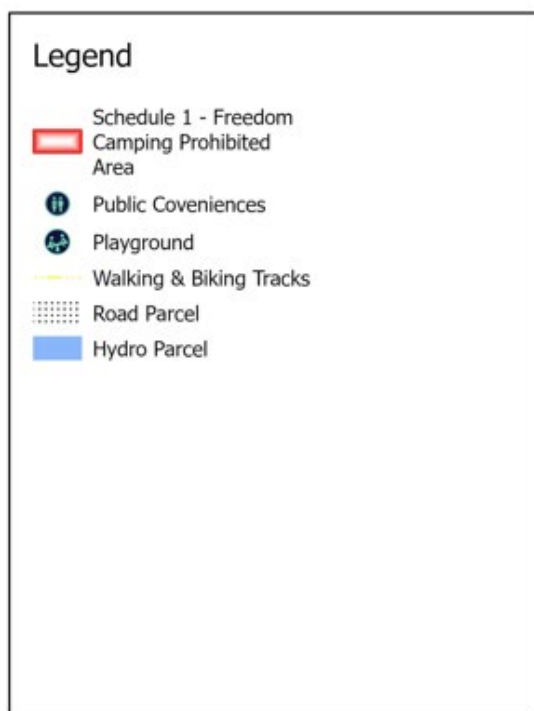 Legend
Schedule 1 - Freedom
Camping Prohibited
Area
Public Coveniences
Playground
Walking & Biking Tracks
Road Parcel
Hydro Parcel